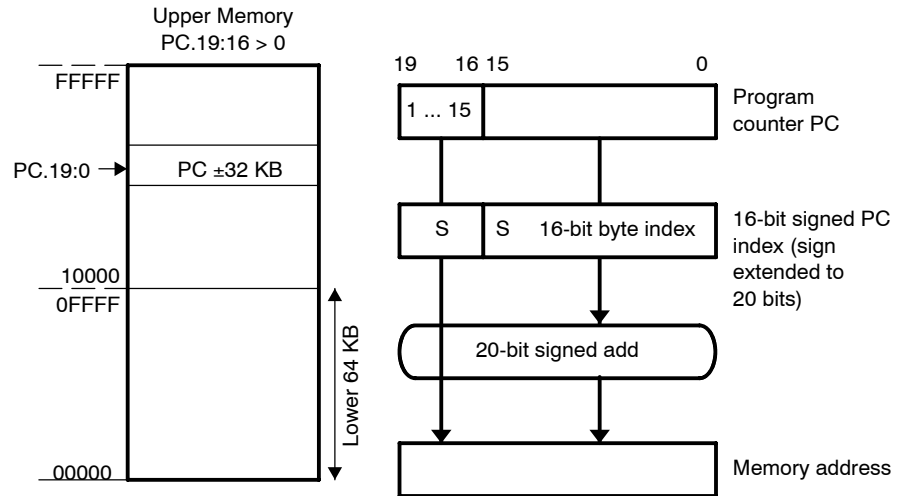 Upper Memory
PC.19:16 > 0
FFFFF
PC.19:0
PC ±32 KB
10000
0FFFF
Lower 64 KB
00000
19 16 15 0
1 ... 15
Program
counter PC
S S 16-bit byte index
16-bit signed PC
index (sign
extended to
20 bits)
20-bit signed add
Memory address